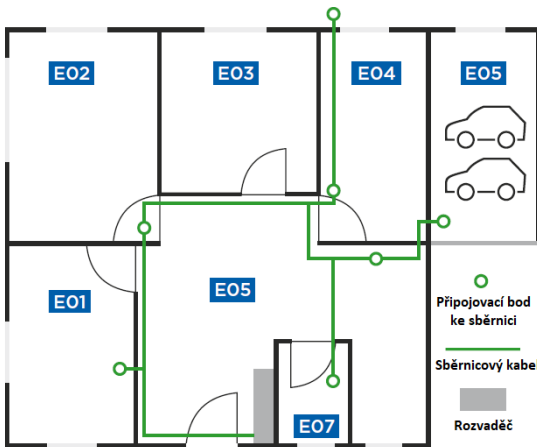 E02
E03
E04
E05
E01
E05
E07
Připojovací bod
ke sběrnici
Sběrnicový kabel
Rozvaděč